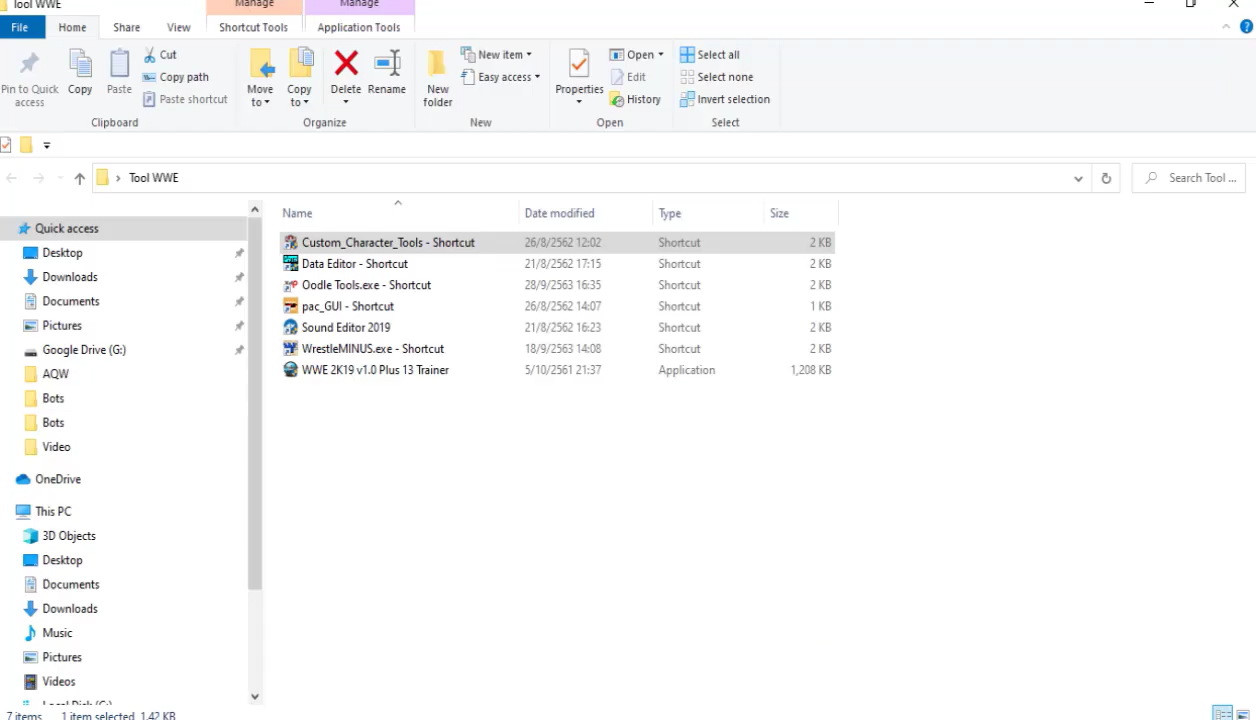 Tool WWE
Manage
Manage
File
Home
Share
View
Shortcut Tools
Application Tools
Pin to Quick access
Copy
Paste
Cut
Copy path
Paste shortcut
Clipboard
Move to
Copy to
Delete
Rename
Organize
New folder
New item
Easy access
New
Properties
Open
Edit
History
Open
Select all
Select none
Invert selection
Select
› Tool WWE
Search Tool ...
Name Date modified Type Size
Custom_Character_Tools - Shortcut 26/8/2562 12:02 Shortcut 2 KB
Data Editor - Shortcut 21/8/2562 17:15 Shortcut 2 KB
Oodle Tools.exe - Shortcut 28/9/2563 16:35 Shortcut 2 KB
pac_GUI - Shortcut 26/8/2562 14:07 Shortcut 1 KB
Sound Editor 2019 21/8/2562 16:23 Shortcut 2 KB
WrestleMINUS.exe - Shortcut 18/9/2563 14:08 Shortcut 2 KB
WWE 2K19 v1.0 Plus 13 Trainer 5/10/2561 21:37 Application 1,208 KB
Quick access
Desktop
Downloads
Documents
Pictures
Google Drive (G:)
AQW
Bots
Bots
Video
OneDrive
This PC
3D Objects
Desktop
Documents
Downloads
Music
Pictures
Videos
Local Disk (C:)
7 items 1 item selected 1.42 KB